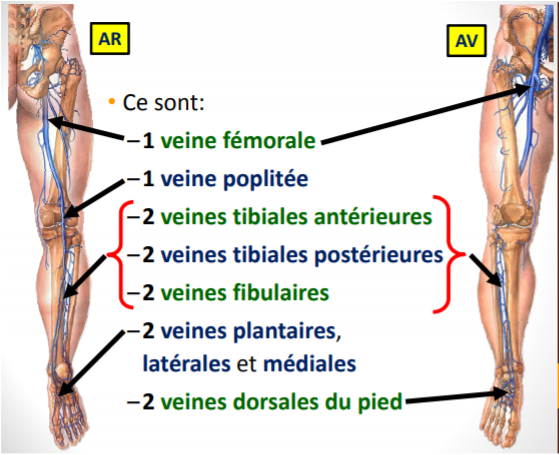 AR
AV
• Ce sont:
–1 veine fémorale
–1 veine poplitée
–2 veines tibiales antérieures
–2 veines tibiales postérieures
–2 veines fibulaires
–2 veines plantaires,
latérales et médiales
–2 veines dorsales du pied